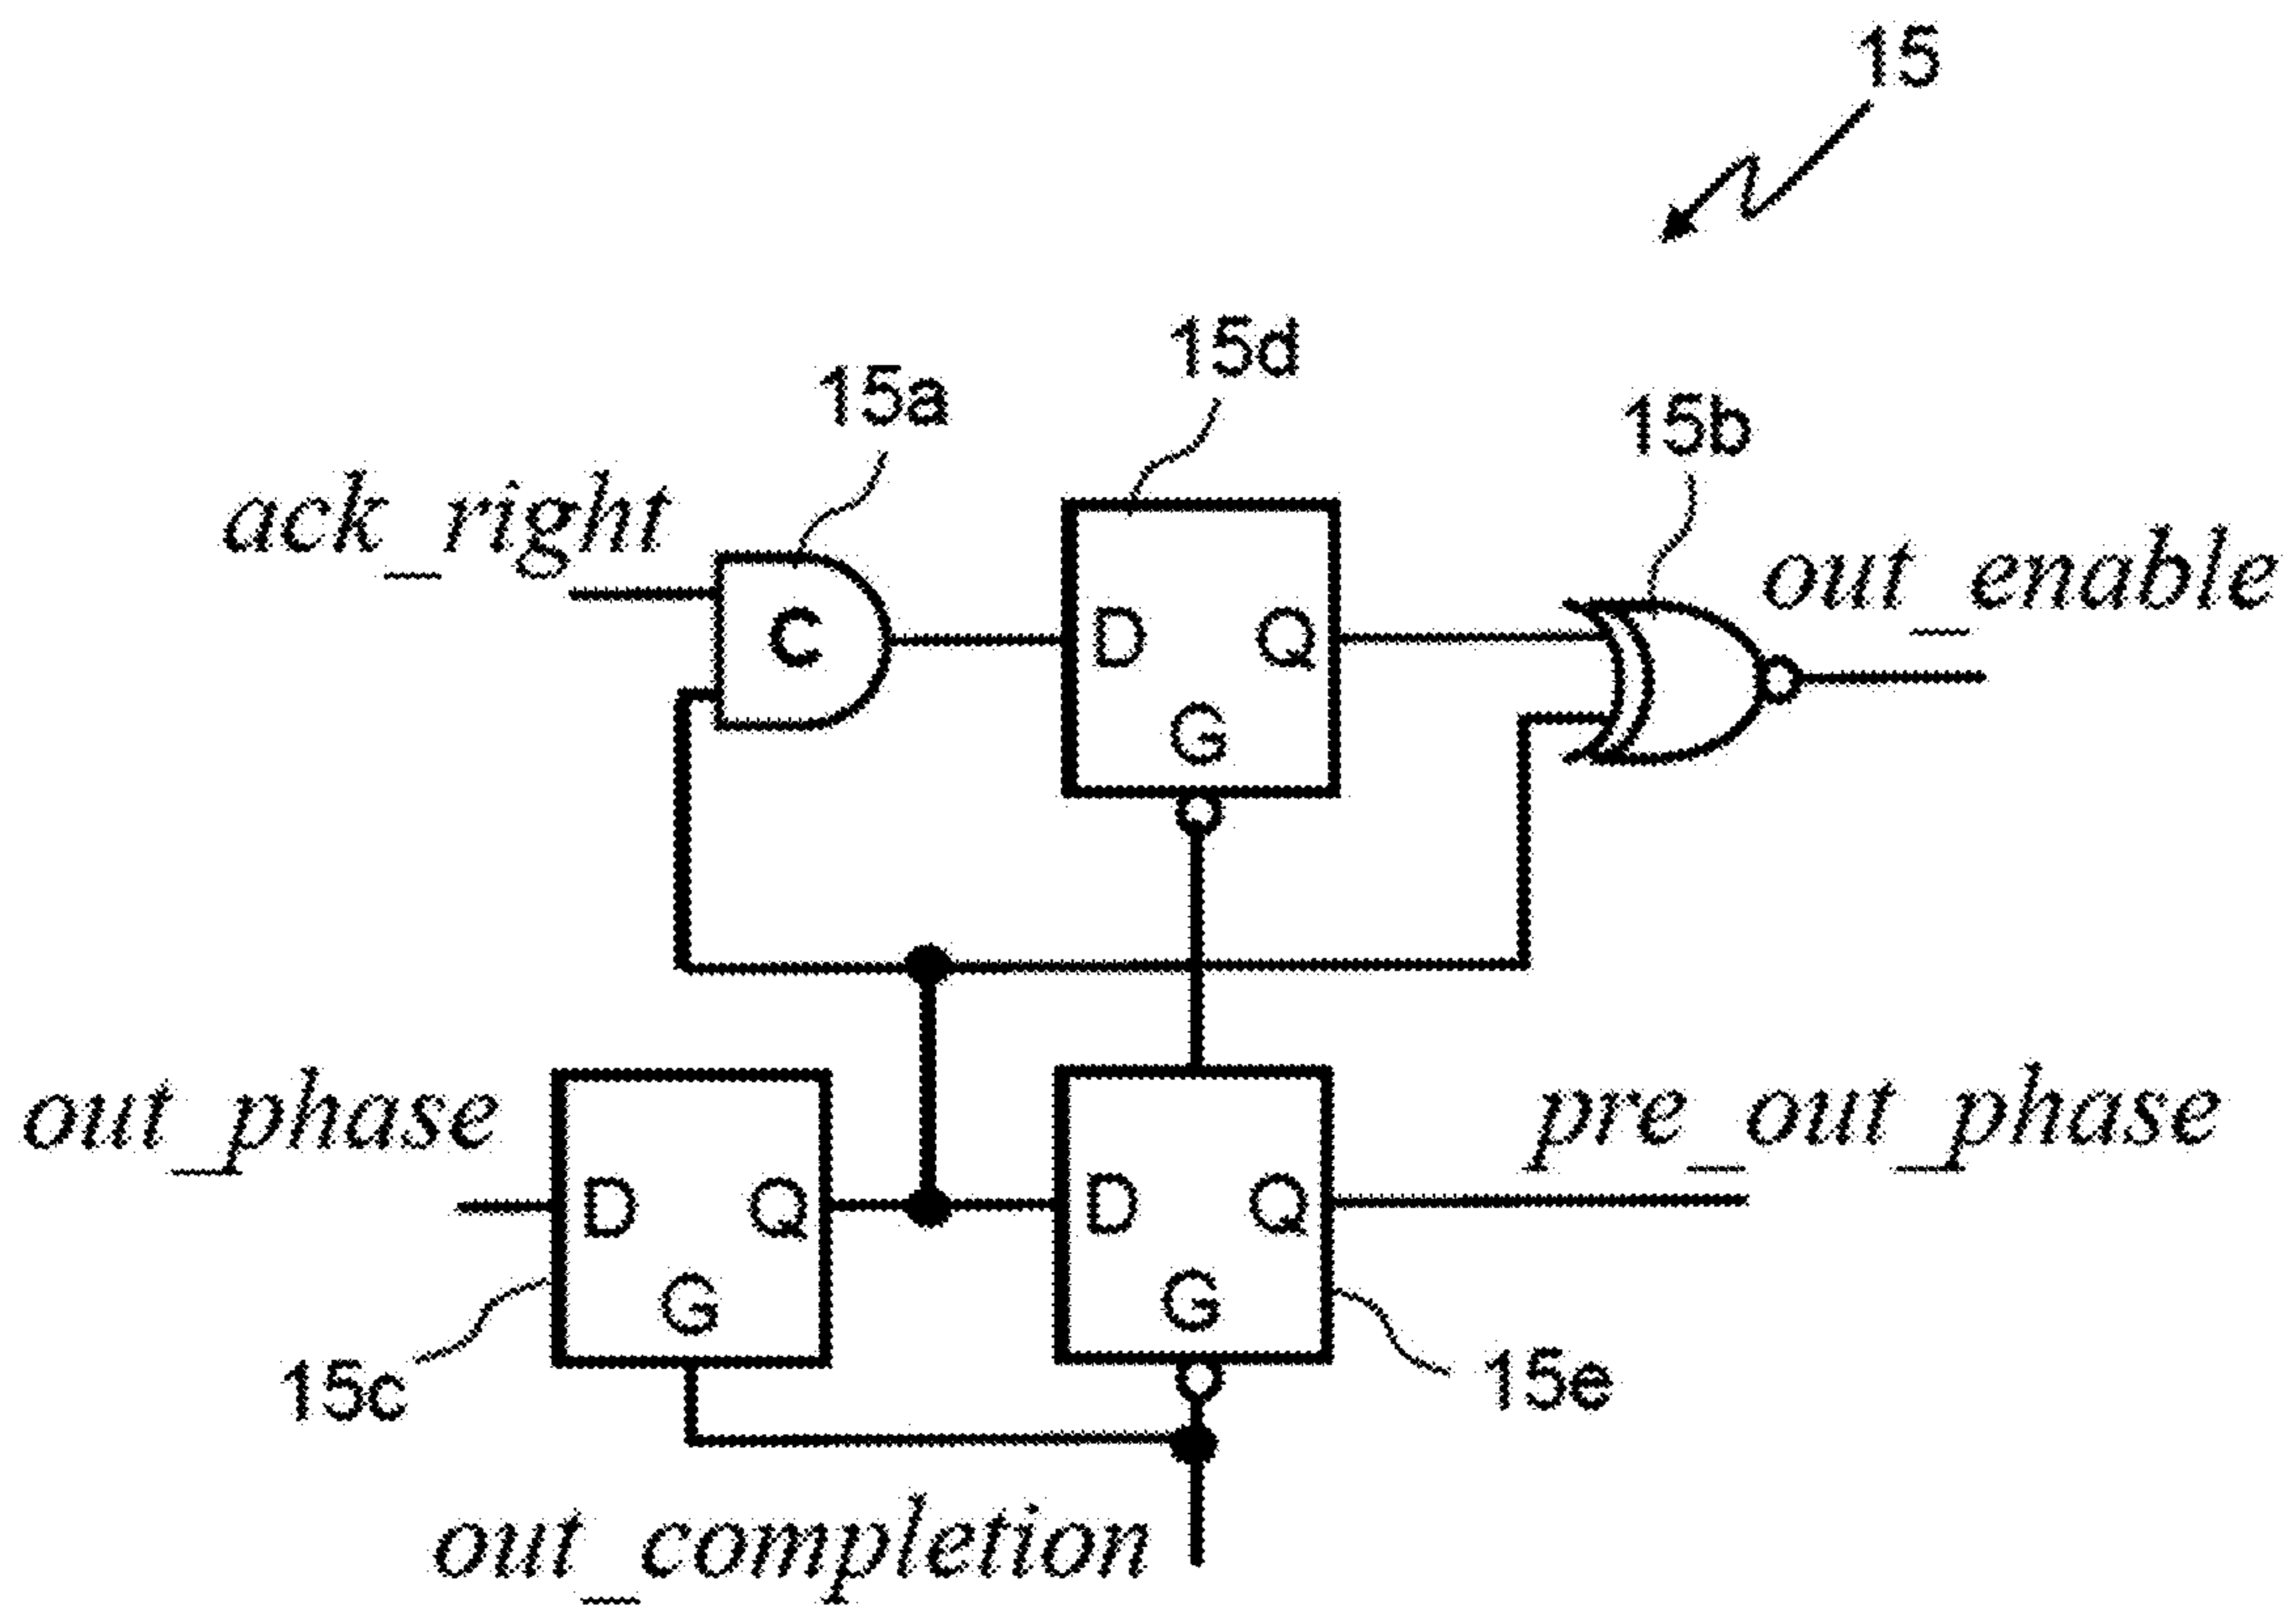 15
15d
15a
15b
ack_right
out_enable
C
D Q
G
out_phase
pre_out_phase
D Q
G
D Q
G
15c
15e
out_completion